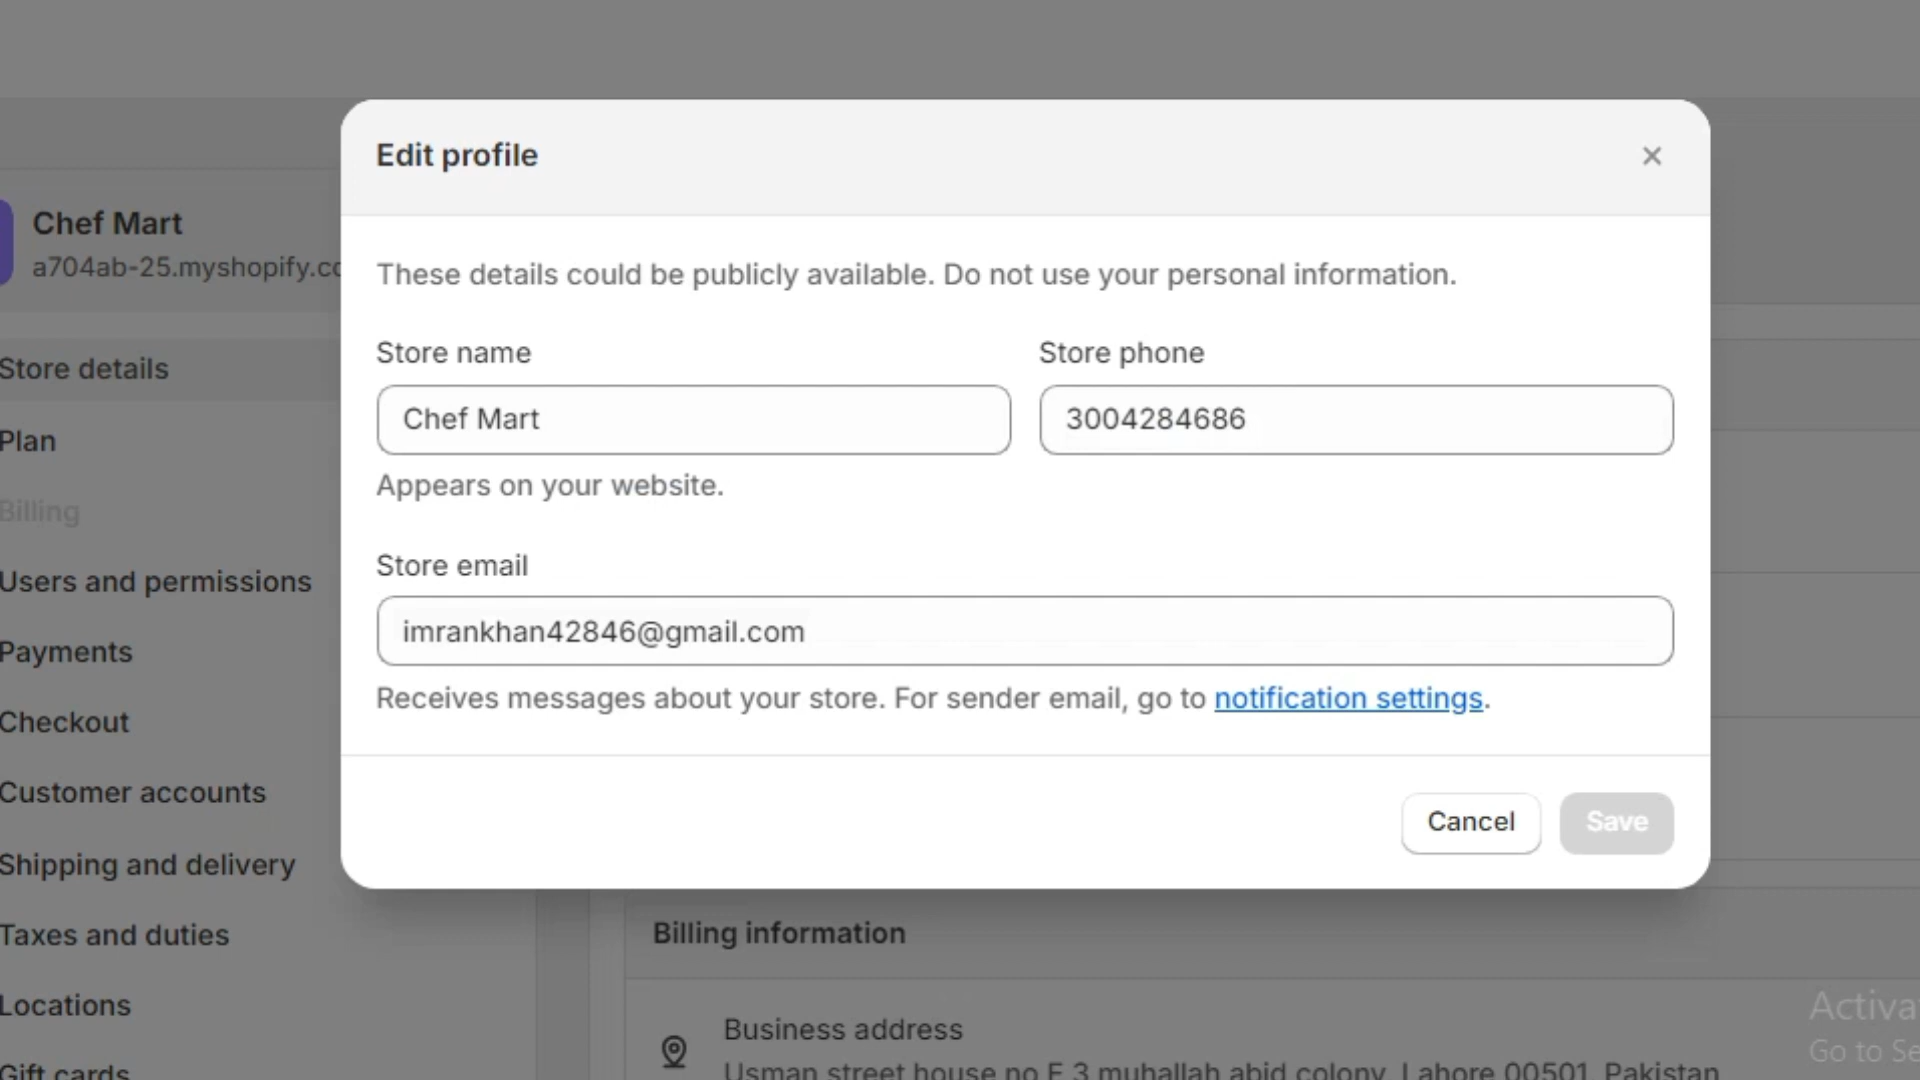 Edit profile
Chef Mart
a704ab-25.myshopify.co
These details could be publicly available. Do not use your personal information.
Store name
Store phone
Chef Mart
3004284686
Appears on your website.
Store email
imrankhan42846@gmail.com
Receives messages about your store. For sender email, go to notification settings.
Cancel
Save
Store details
Plan
Billing
Users and permissions
Payments
Checkout
Customer accounts
Shipping and delivery
Taxes and duties
Locations
Gift cards
Billing information
Business address
Usman street house no E 3 muhallah abid colony, Lahore 00501, Pakistan
Activa
Go to Se